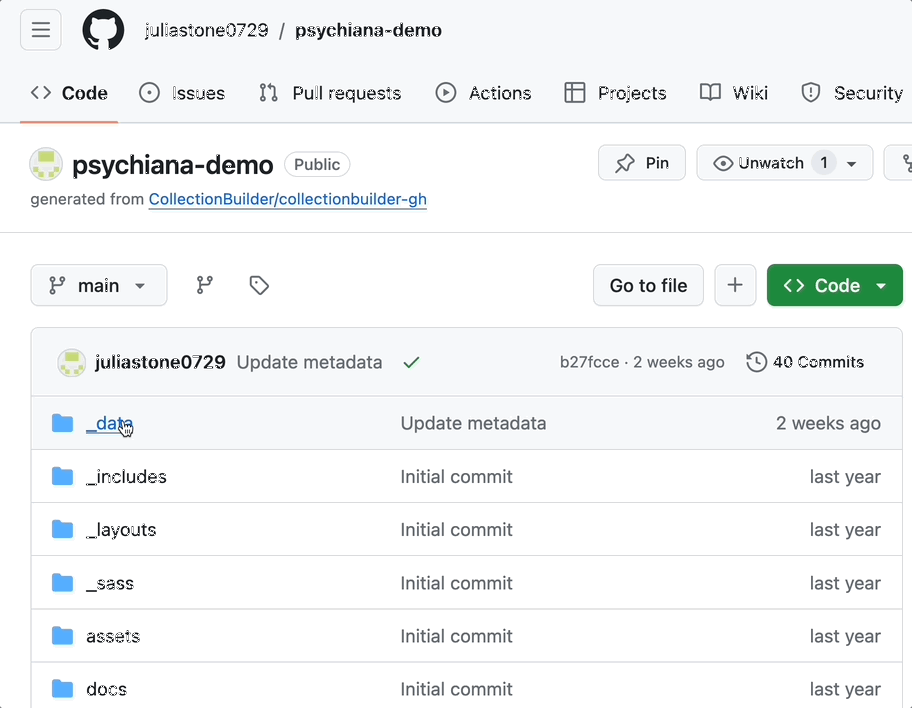 juliastone0729 / psychiana-demo
Code Issues Pull requests Actions Projects Wiki Security
psychiana-demo Public Pin Unwatch 1
generated from CollectionBuilder/collectionbuilder-gh
main Go to file + Code
juliastone0729 Update metadata b27fcce · 2 weeks ago 40 Commits
_data Update metadata 2 weeks ago
_includes Initial commit last year
_layouts Initial commit last year
_sass Initial commit last year
assets Initial commit last year
docs Initial commit last year